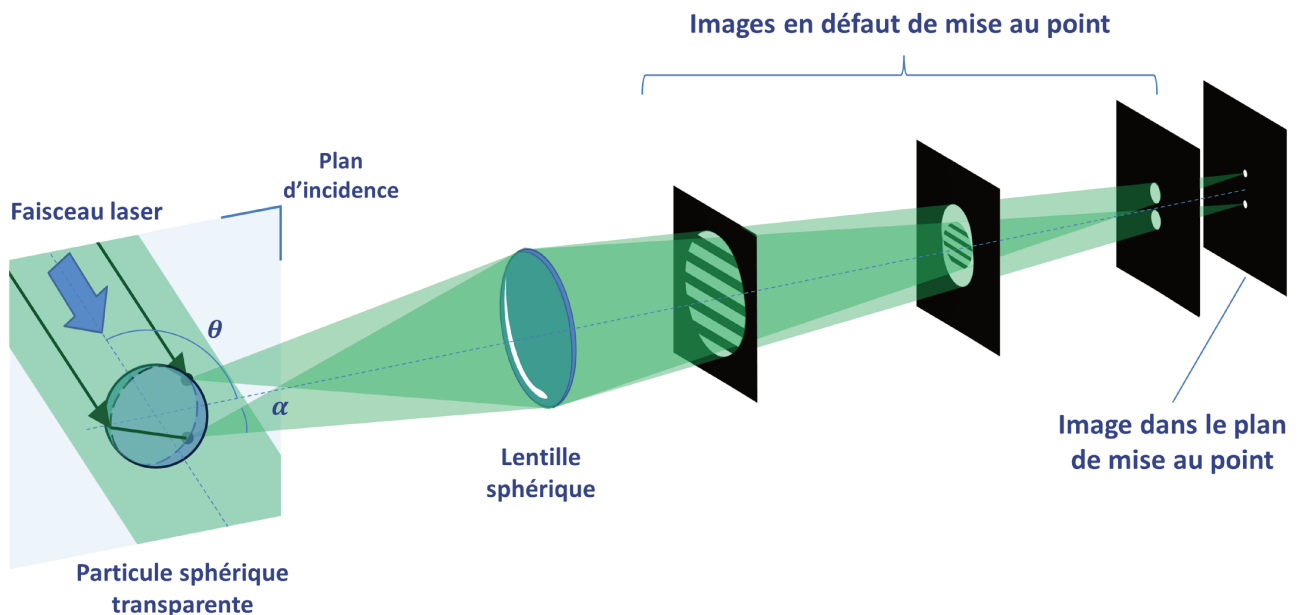 Images en défaut de mise au point
Plan
d’incidence
Faisceau laser
θ
α
Lentille
sphérique
Image dans le plan
de mise au point
Particule sphérique
transparente